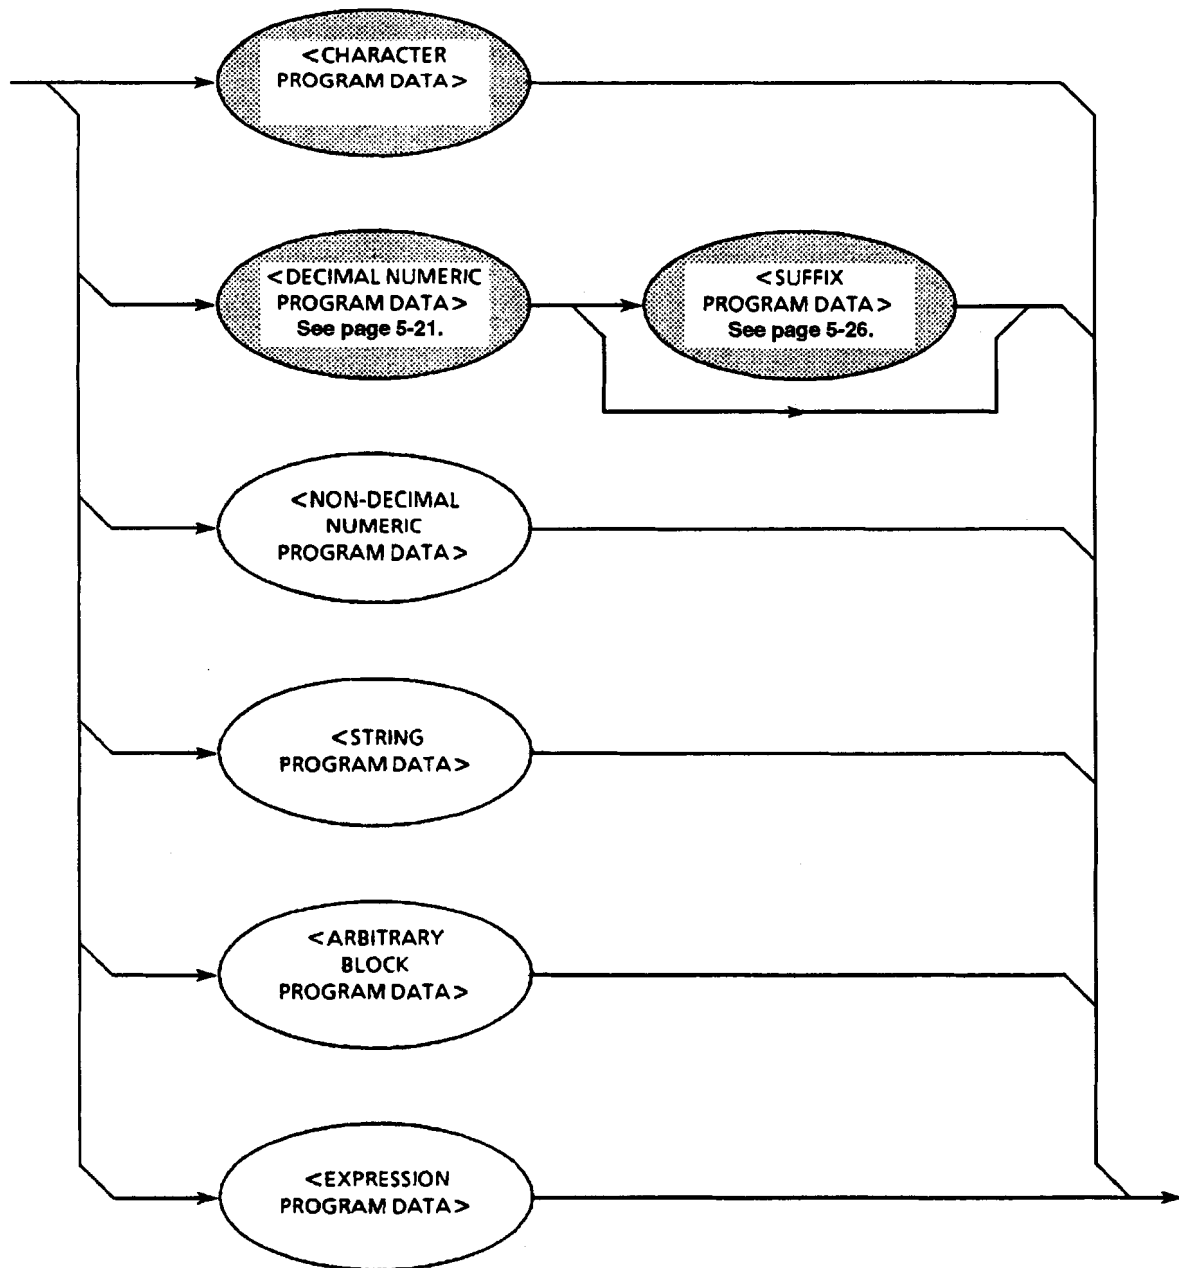 <CHARACTER
PROGRAM DATA>
<DECIMAL NUMERIC
PROGRAM DATA>
See page 5-21.
<SUFFIX
PROGRAM DATA>
See page 5-26.
<NON-DECIMAL
NUMERIC
PROGRAM DATA>
<STRING
PROGRAM DATA>
<ARBITRARY
BLOCK
PROGRAM DATA>
<EXPRESSION
PROGRAM DATA>